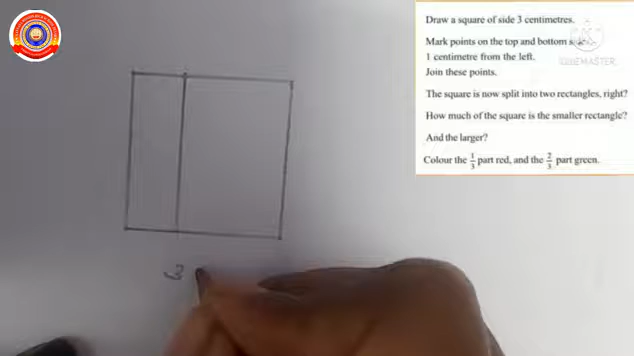 Draw a square of side 3 centimetres.
Mark points on the top and bottom
1 centimetre from the left.
Join these points.
The square is now split into two rectangles, right?
How much of the square is the smaller rectangle?
And the larger?
Colour the 1/3 part red, and the 2/3 part green.
3